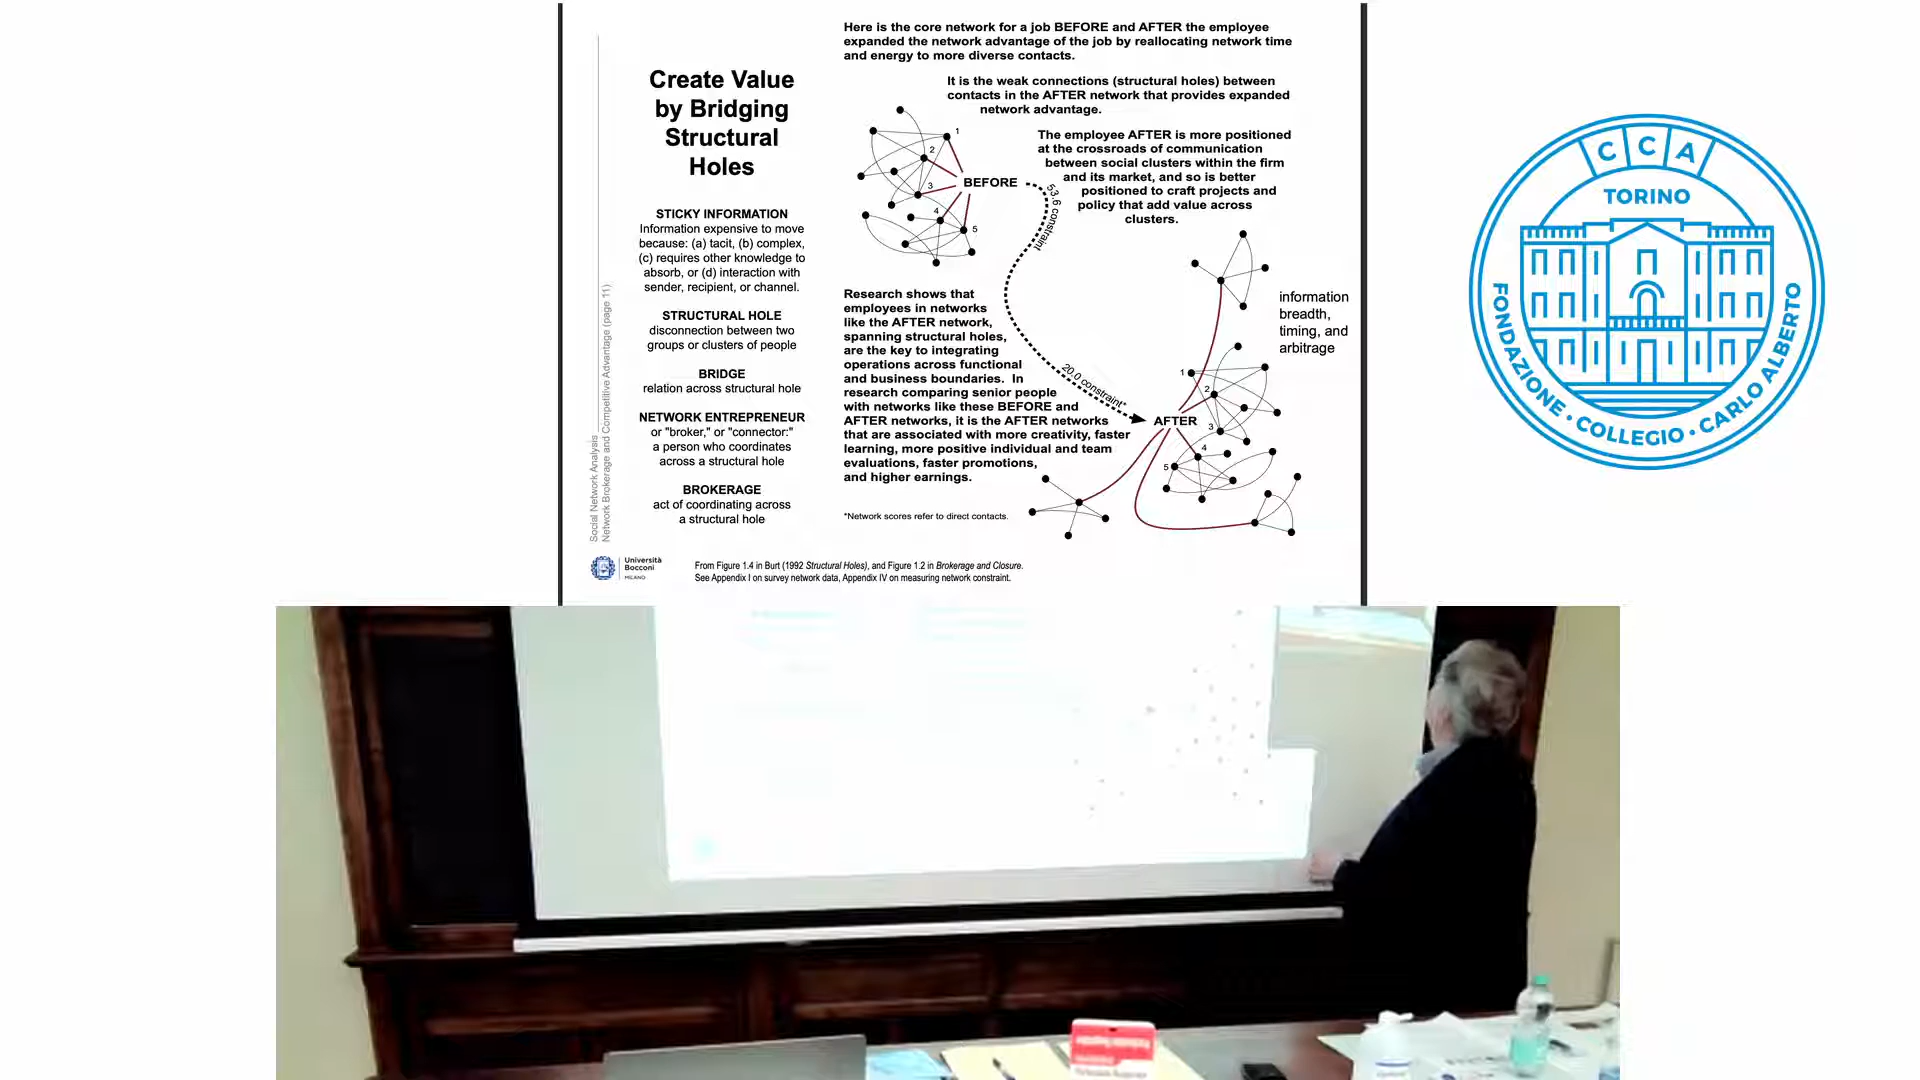 Here is the core network for a job BEFORE and AFTER the employee
expanded the network advantage of the job by reallocating network time
and energy to more diverse contacts.
It is the weak connections (structural holes) between
contacts in the AFTER network that provides expanded
network advantage.
The employee AFTER is more positioned
at the crossroads of communication
between social clusters within the firm
and its market, and so is better
positioned to craft projects and
policy that add value across
clusters.
Create Value
by Bridging
Structural
Holes
STICKY INFORMATION
Information expensive to move
because: (a) tacit, (b) complex,
(c) requires other knowledge to
absorb, or (d) interaction with
sender, recipient, or channel.
STRUCTURAL HOLE
disconnection between two
groups or clusters of people
BRIDGE
relation across structural hole
NETWORK ENTREPRENEUR
or "broker," or "connector:"
a person who coordinates
across a structural hole
BROKERAGE
act of coordinating across
a structural hole
Social Network Analysis
Network Brokerage and Competitive Advantage (page 11)
1
2
3
4
5
BEFORE
53.6 constraint
20.0 constraint*
Research shows that
employees in networks
like the AFTER network,
spanning structural holes,
are the key to integrating
operations across functional
and business boundaries. In
research comparing senior people
with networks like these BEFORE and
AFTER networks, it is the AFTER networks
that are associated with more creativity, faster
learning, more positive individual and team
evaluations, faster promotions,
and higher earnings.
*Network scores refer to direct contacts.
information
breadth,
timing, and
arbitrage
1
2
3
4
5
AFTER
Università
Bocconi
MILANO
From Figure 1.4 in Burt (1992 Structural Holes), and Figure 1.2 in Brokerage and Closure.
See Appendix I on survey network data, Appendix IV on measuring network constraint.
CCA
TORINO
FONDAZIONE • COLLEGIO • CARLO ALBERTO